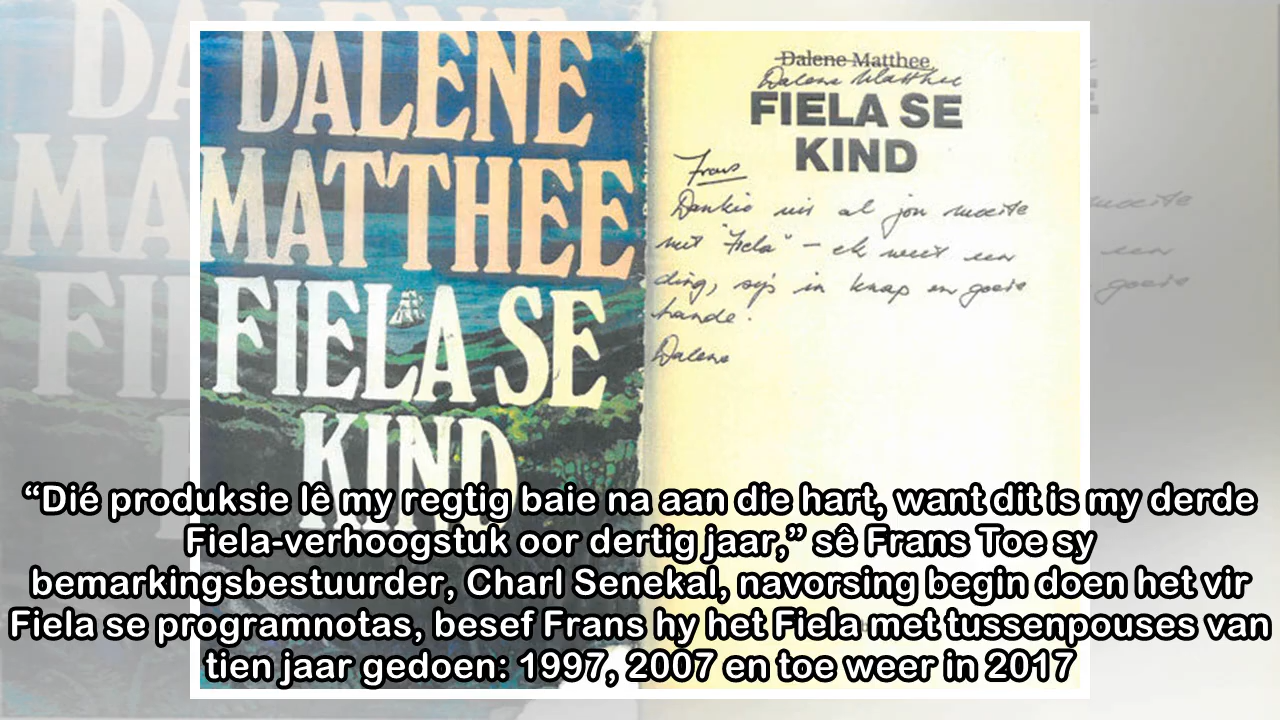 DALENE
MATTHEE
FIELA SE
KIND
Dalene Matthee
Dalene Matthee
FIELA SE
KIND
Frans
Dankie vir al jou moeite
met "Fiela" – ek weet een
ding, sy's in knap en goeie
hande.
Dalene
“Dié produksie lê my regtig baie na aan die hart, want dit is my derde
Fiela-verhoogstuk oor dertig jaar,” sê Frans Toe sy
bemarkingsbestuurder, Charl Senekal, navorsing begin doen het vir
Fiela se programnotas, besef Frans hy het Fiela met tussenpouses van
tien jaar gedoen: 1997, 2007 en toe weer in 2017